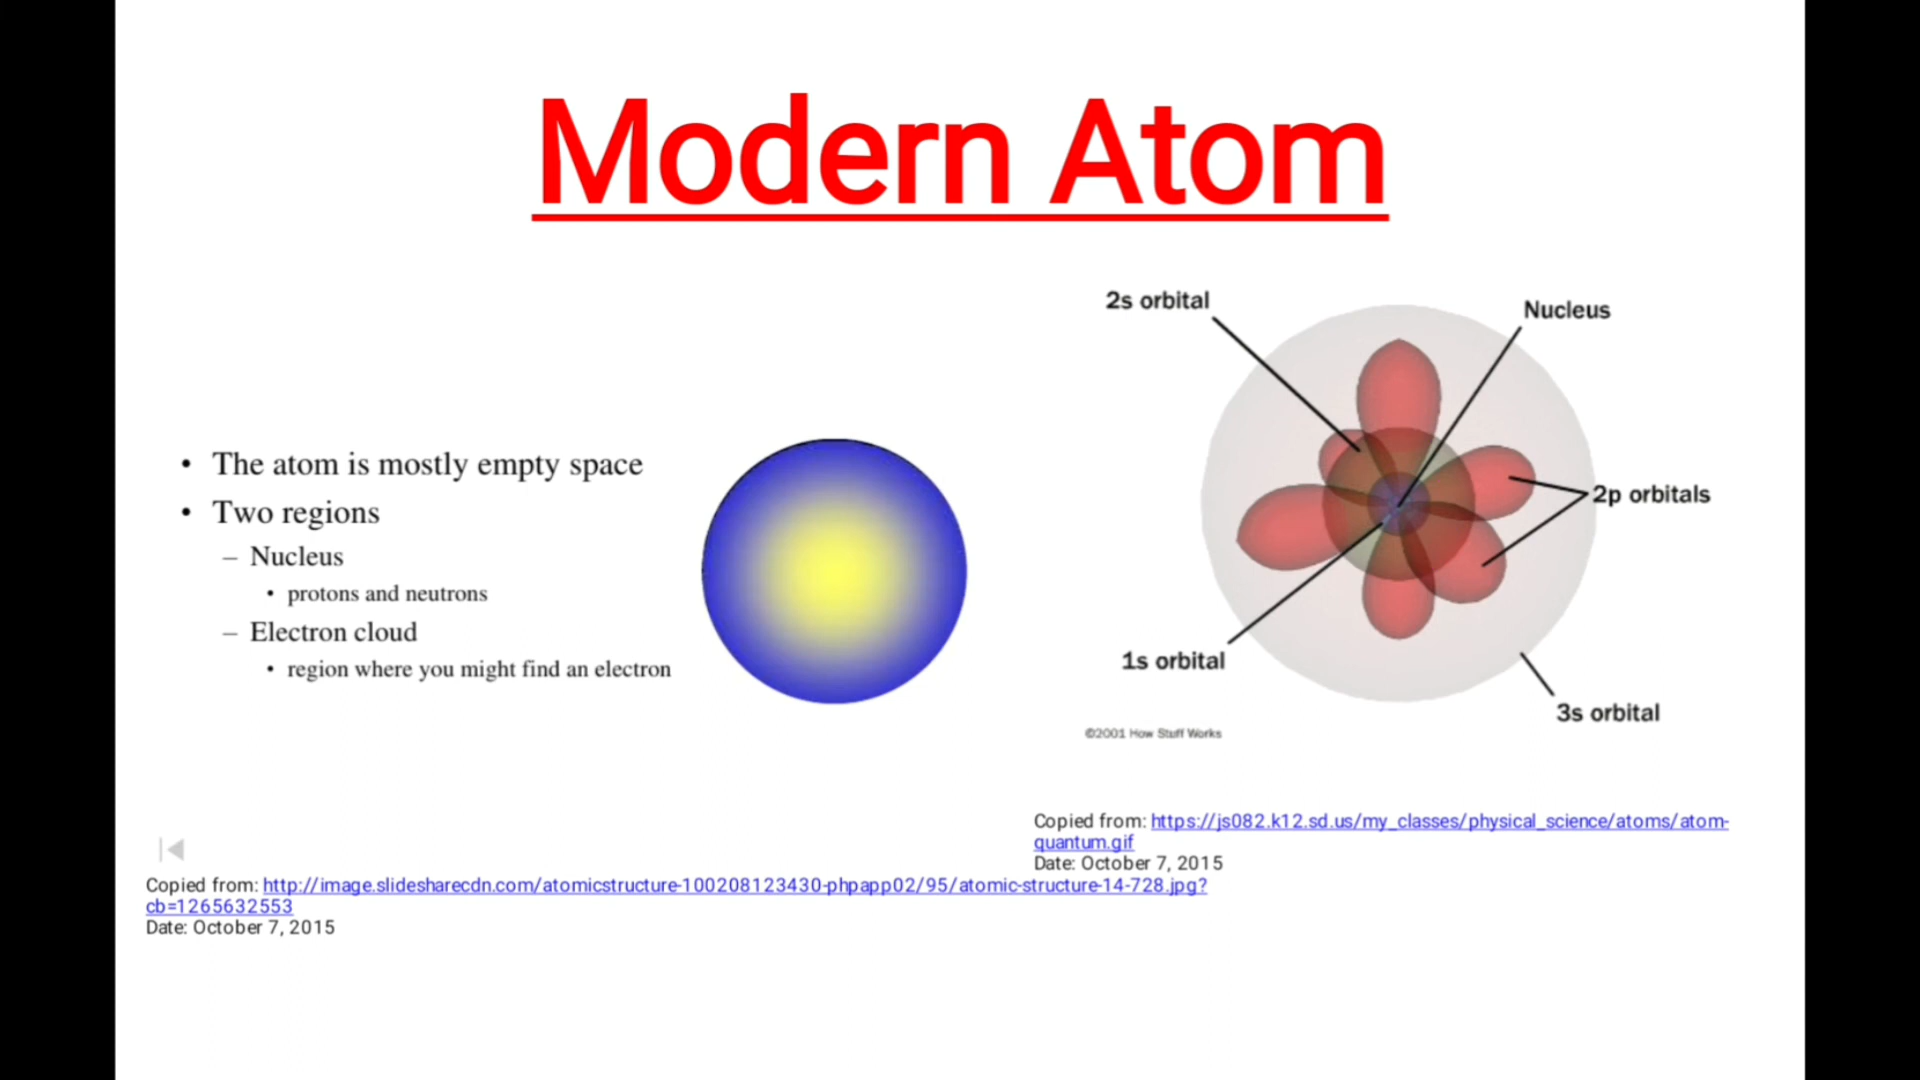 Modern Atom
• The atom is mostly empty space
• Two regions
– Nucleus
• protons and neutrons
– Electron cloud
• region where you might find an electron
2s orbital
Nucleus
2p orbitals
1s orbital
3s orbital
©2001 How Stuff Works
Copied from: https://js082.k12.sd.us/my_classes/physical_science/atoms/atom-
quantum.gif
Date: October 7, 2015
Copied from: http://image.slidesharecdn.com/atomicstructure-100208123430-phpapp02/95/atomic-structure-14-728.jpg?
cb=1265632553
Date: October 7, 2015